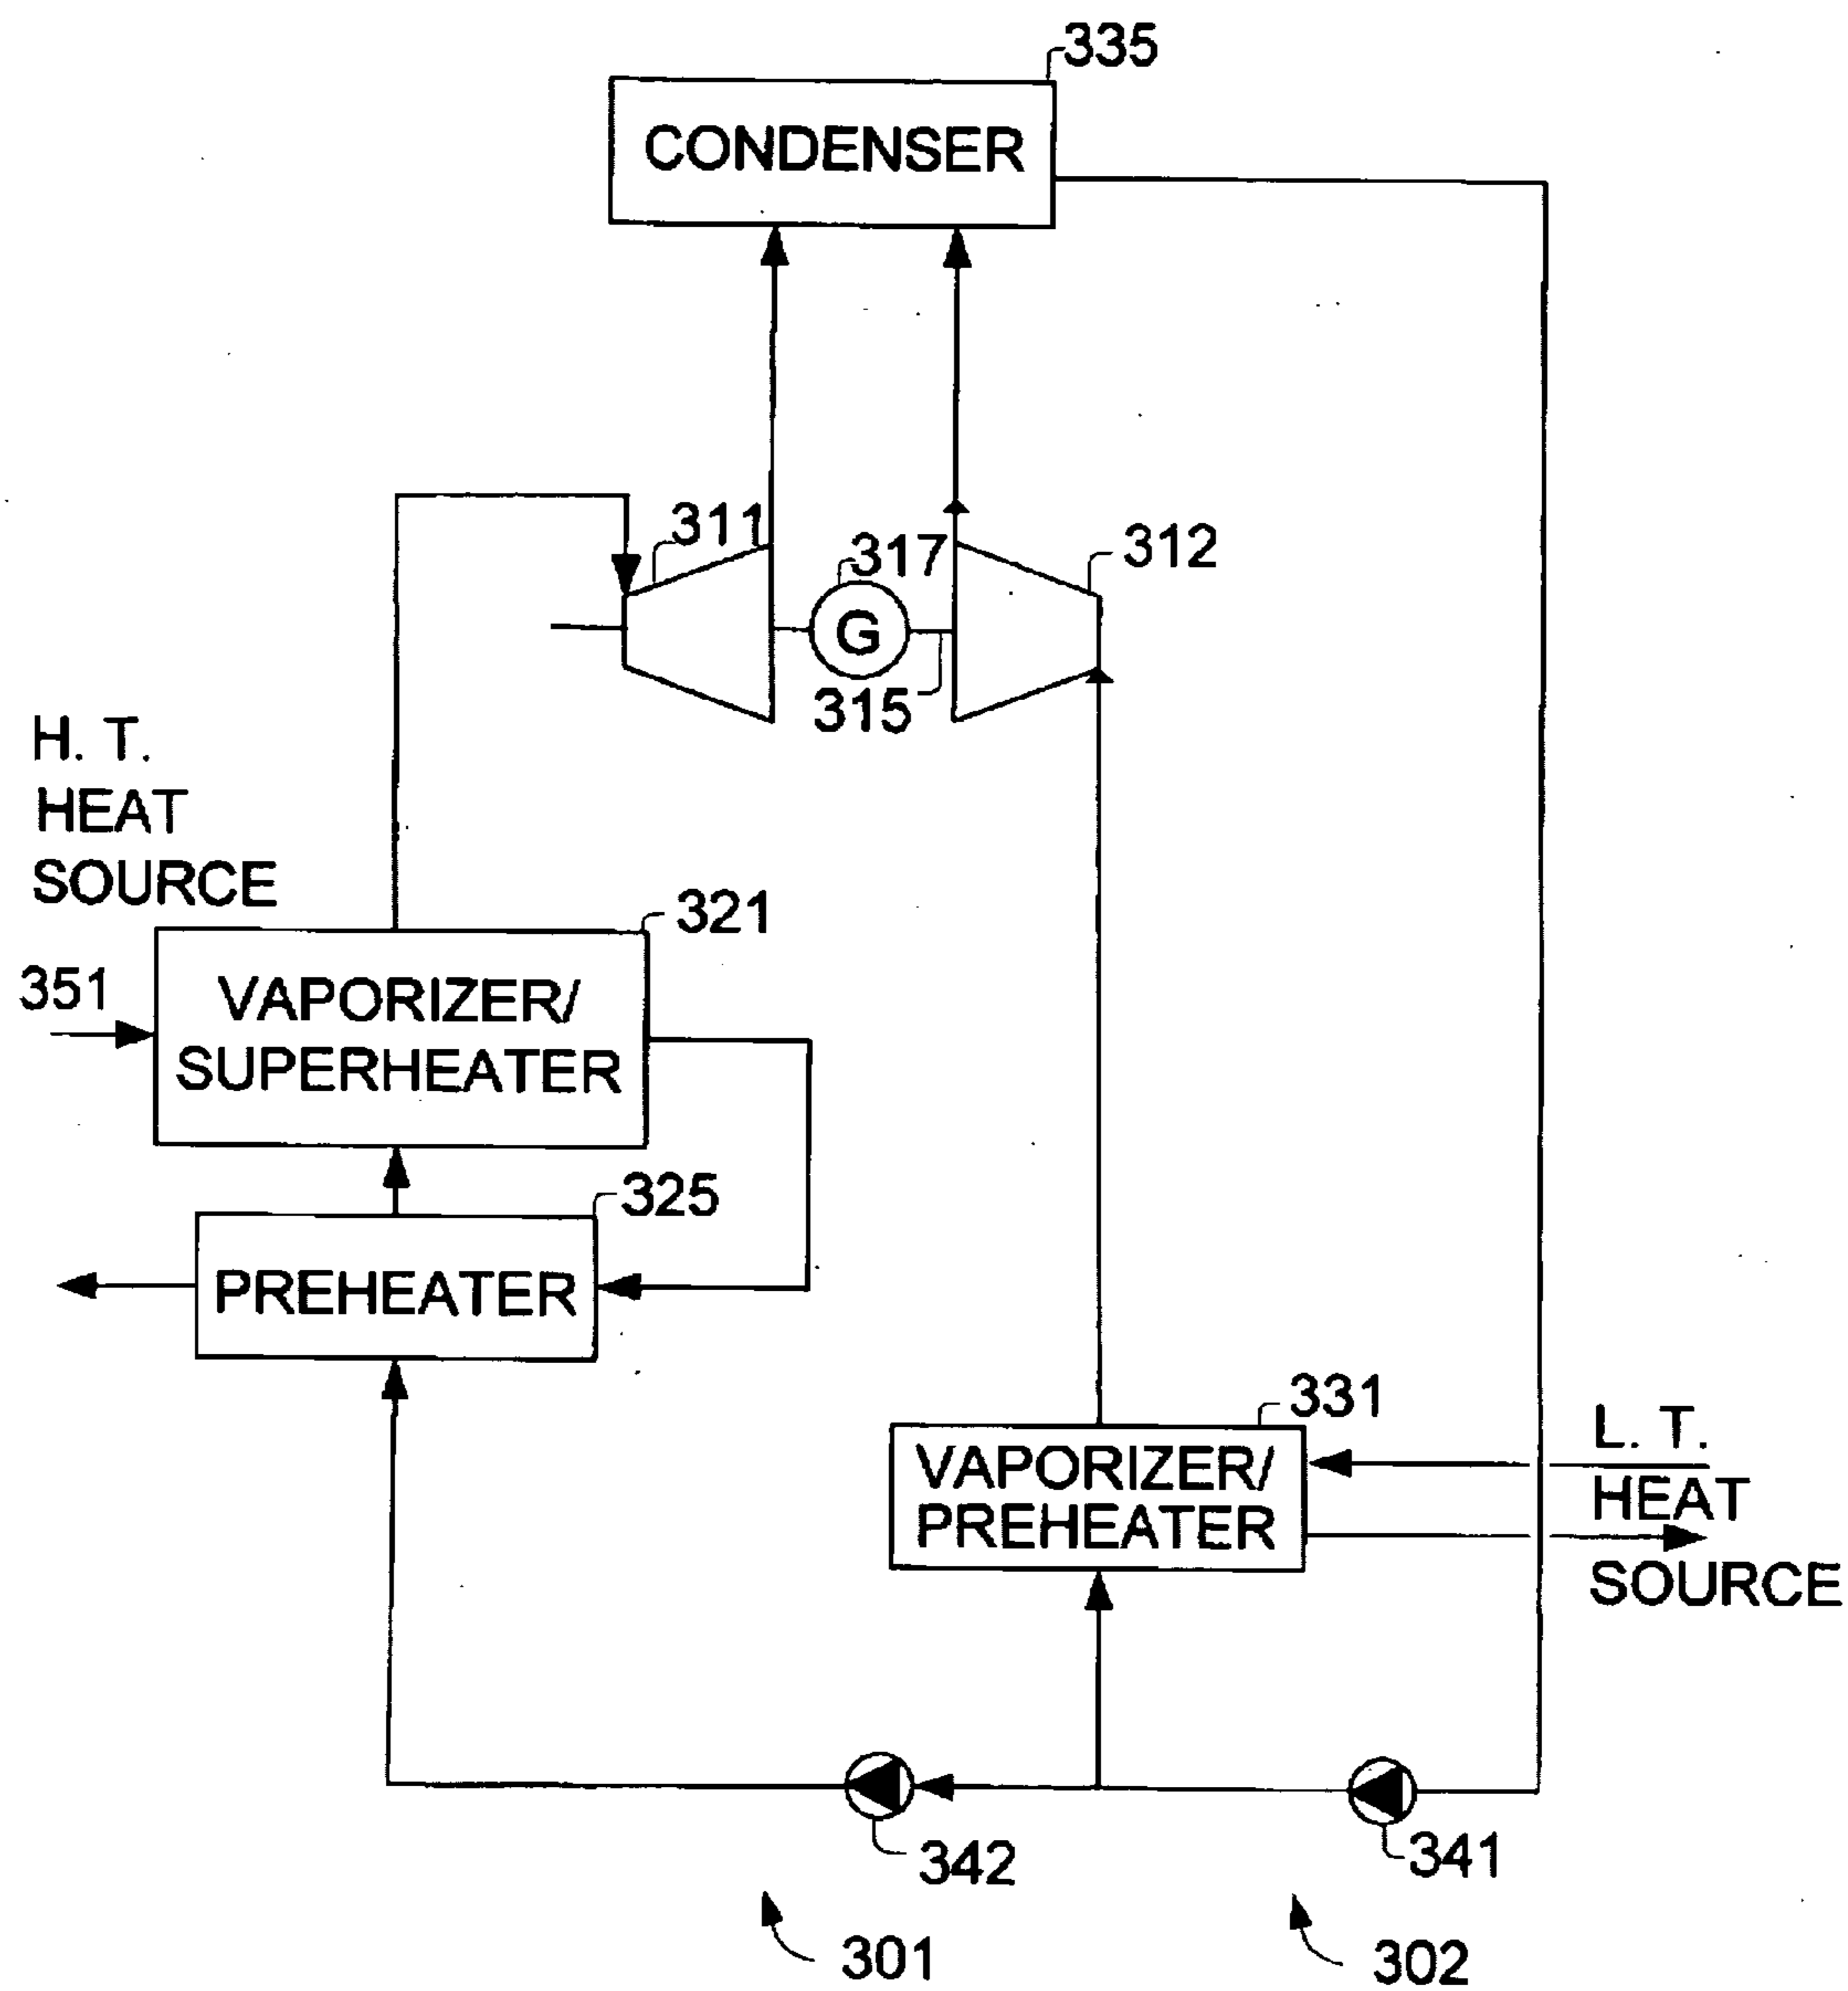 335
CONDENSER
311
317
312
G
315
H. T.
HEAT
SOURCE
321
351
VAPORIZER/
SUPERHEATER
325
PREHEATER
331
L. T.
VAPORIZER/
HEAT
PREHEATER
SOURCE
342
341
301
302